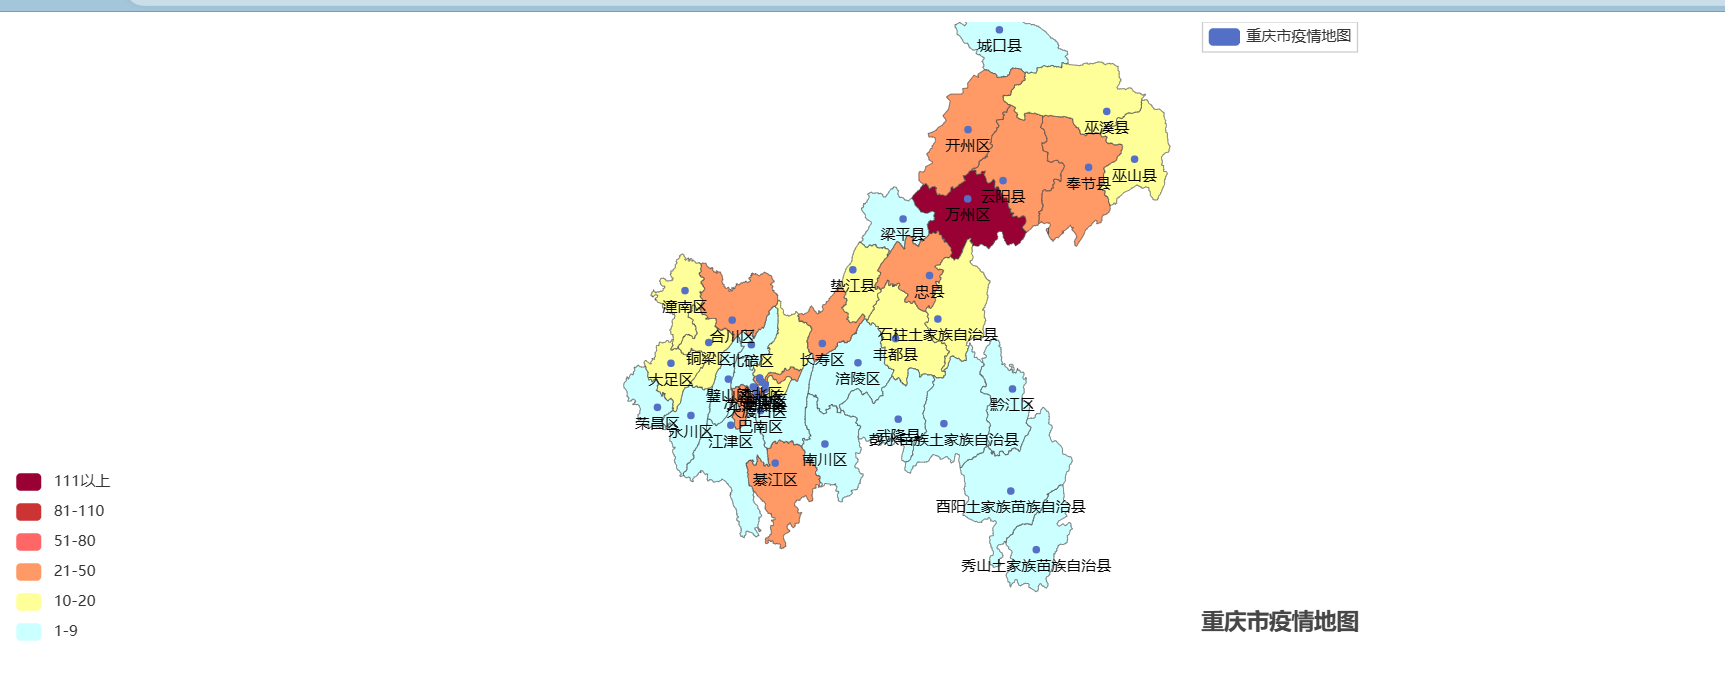 重庆市疫情地图
城口县
巫溪县
开州区
巫山县
奉节县
云阳县
万州区
梁平县
垫江县
忠县
潼南区
石柱土家族自治县
合川区
丰都县
铜梁区
北碚区
长寿区
大足区
涪陵区
璧山区
黔江区
大渡口区
荣昌区
巴南区
永川区
武隆县
彭水苗族土家族自治县
江津区
南川区
綦江区
酉阳土家族苗族自治县
秀山土家族苗族自治县
111以上
81-110
51-80
21-50
10-20
1-9
重庆市疫情地图